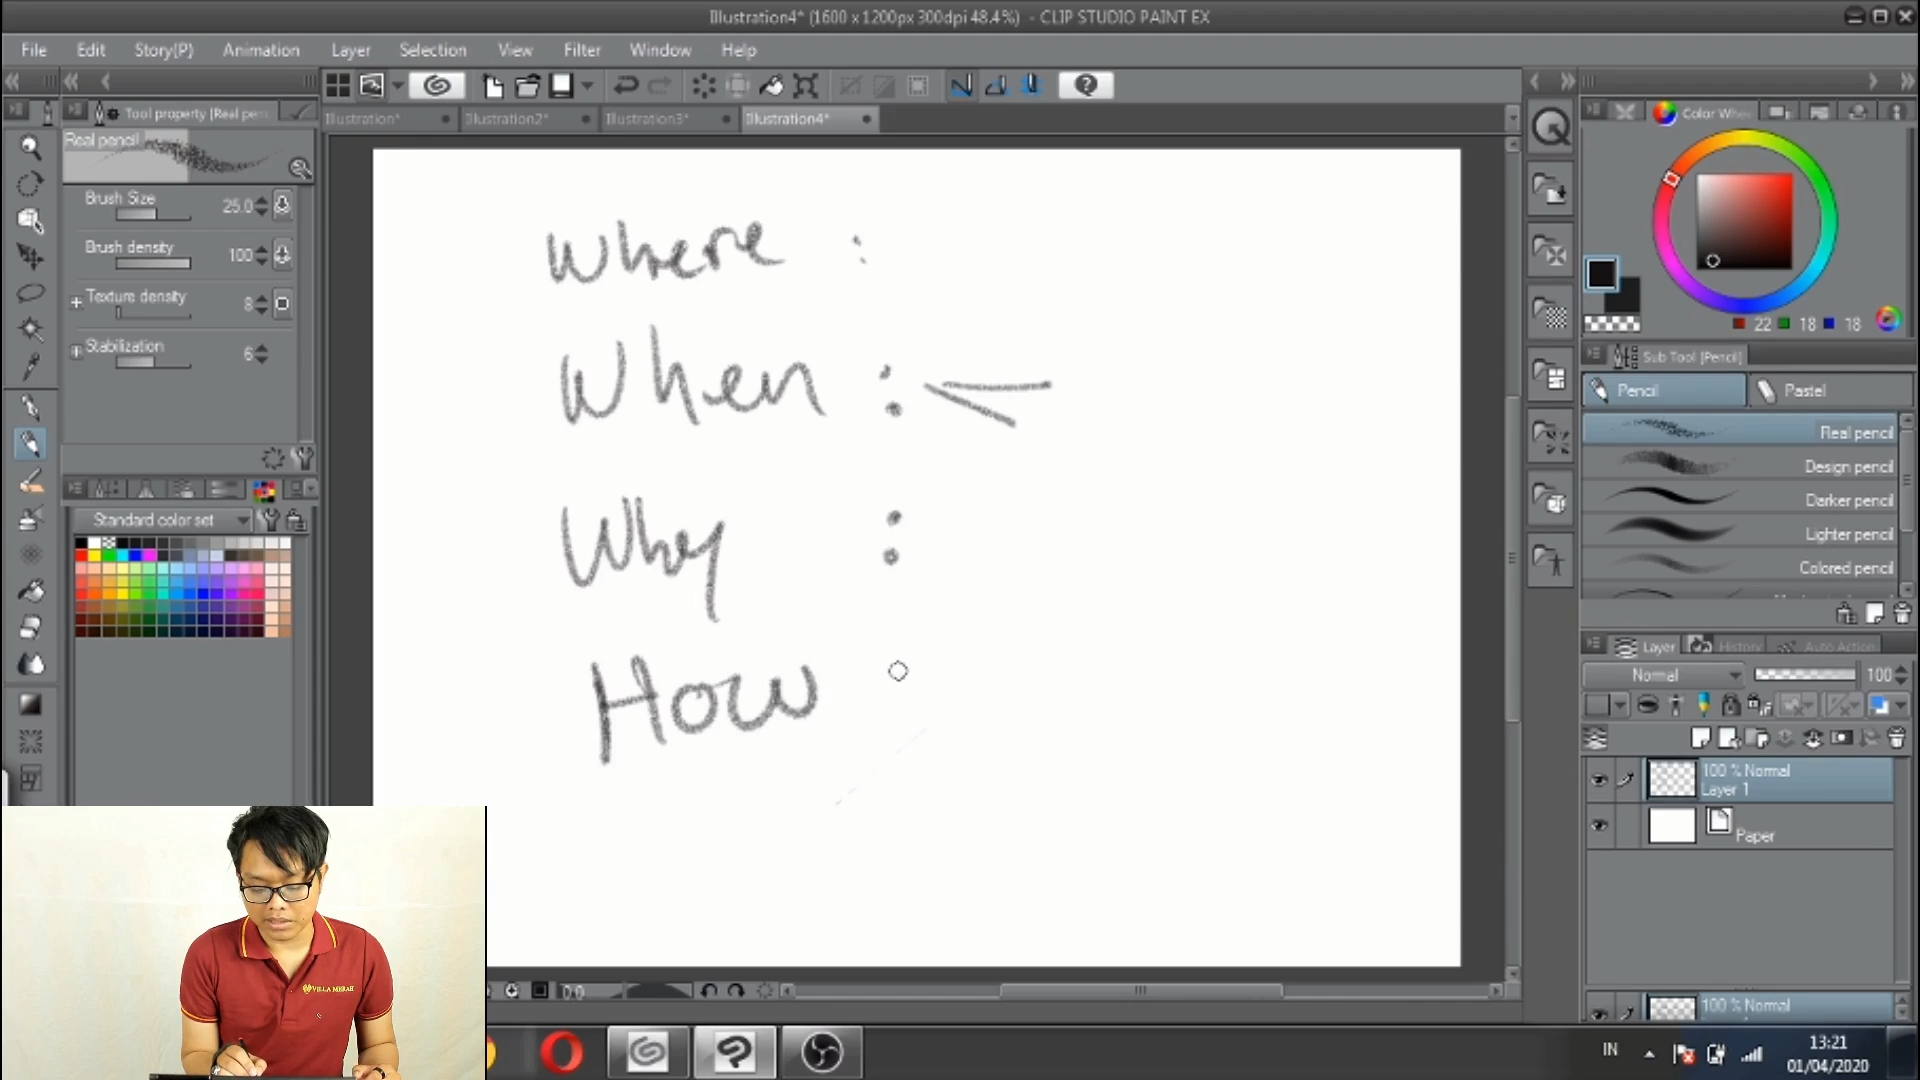 Illustration4* (1600 x 1200px 300dpi 48.4%) - CLIP STUDIO PAINT EX
File Edit Story(P) Animation Layer Selection View Filter Window Help
Illustration* Illustration2* Illustration3* Illustration4*
Tool property [Real penc
Real pencil
Brush Size 25.0
Brush density 100
Texture density 8
Stabilization 6
Standard color set
Where :
When :
Why :
How
VILLA MERAH
0.0
Color Whee
22 18 18
Sub Tool [Pencil]
Pencil Pastel
Real pencil
Design pencil
Darker pencil
Lighter pencil
Colored pencil
Layer History Auto Action
Normal 100
100 % Normal
Layer 1
Paper
100 % Normal
IN
13:21
01/04/2020